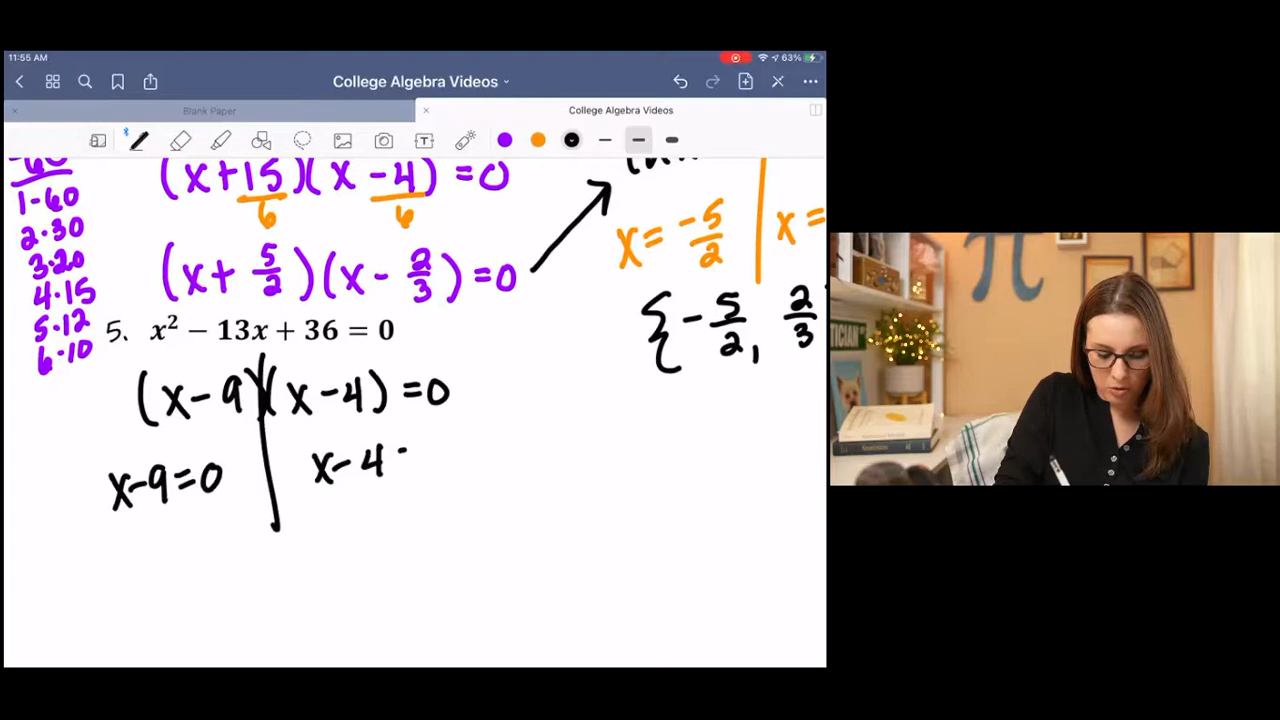 11:55 AM
63%
College Algebra Videos
Blank Paper
College Algebra Videos
1-60
2·30
3·20
4·15
5·12
6·10
(x+15)(x-4)=0
6 6
(x+ 5/2)(x- 2/3)=0
x= -5/2 | x=
{-5/2, 2/3
5. x² − 13x + 36 = 0
(x-9)(x-4)=0
x-9=0 | x-4 -
TICIAN